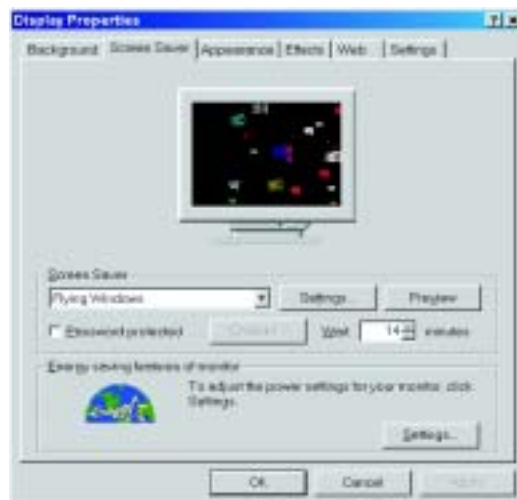 Display Properties
Background Screen Saver Appearance Effects Web Settings
Screen Saver
Flying Windows Settings... Preview
Password protected Change... Wait 14 minutes
Energy saving features of monitor
To adjust the power settings for your monitor, click
Settings.
Settings...
OK Cancel Apply